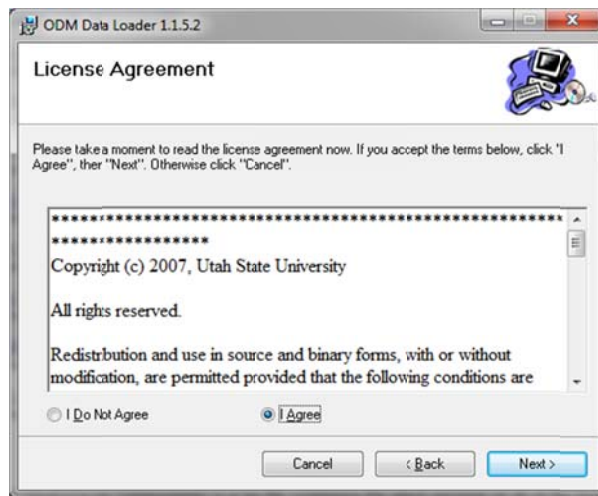 ODM Data Loader 1.1.5.2
License Agreement
Please take a moment to read the license agreement now. If you accept the terms below, click "I
Agree", then "Next". Otherwise click "Cancel".
************************************************************
******************
Copyright (c) 2007, Utah State University
All rights reserved.
Redistribution and use in source and binary forms, with or without
modification, are permitted provided that the following conditions are
I Do Not Agree
I Agree
Cancel
< Back
Next >